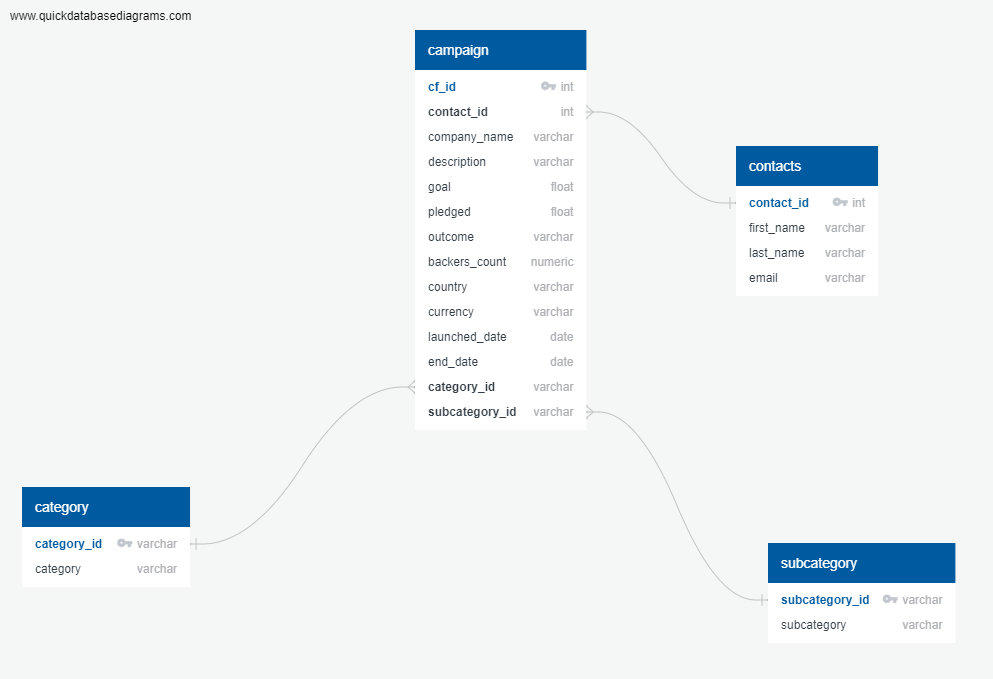 www.quickdatabasediagrams.com
campaign
cf_id int
contact_id int
company_name varchar
description varchar
goal float
pledged float
outcome varchar
backers_count numeric
country varchar
currency varchar
launched_date date
end_date date
category_id varchar
subcategory_id varchar
contacts
contact_id int
first_name varchar
last_name varchar
email varchar
category
category_id varchar
category varchar
subcategory
subcategory_id varchar
subcategory varchar